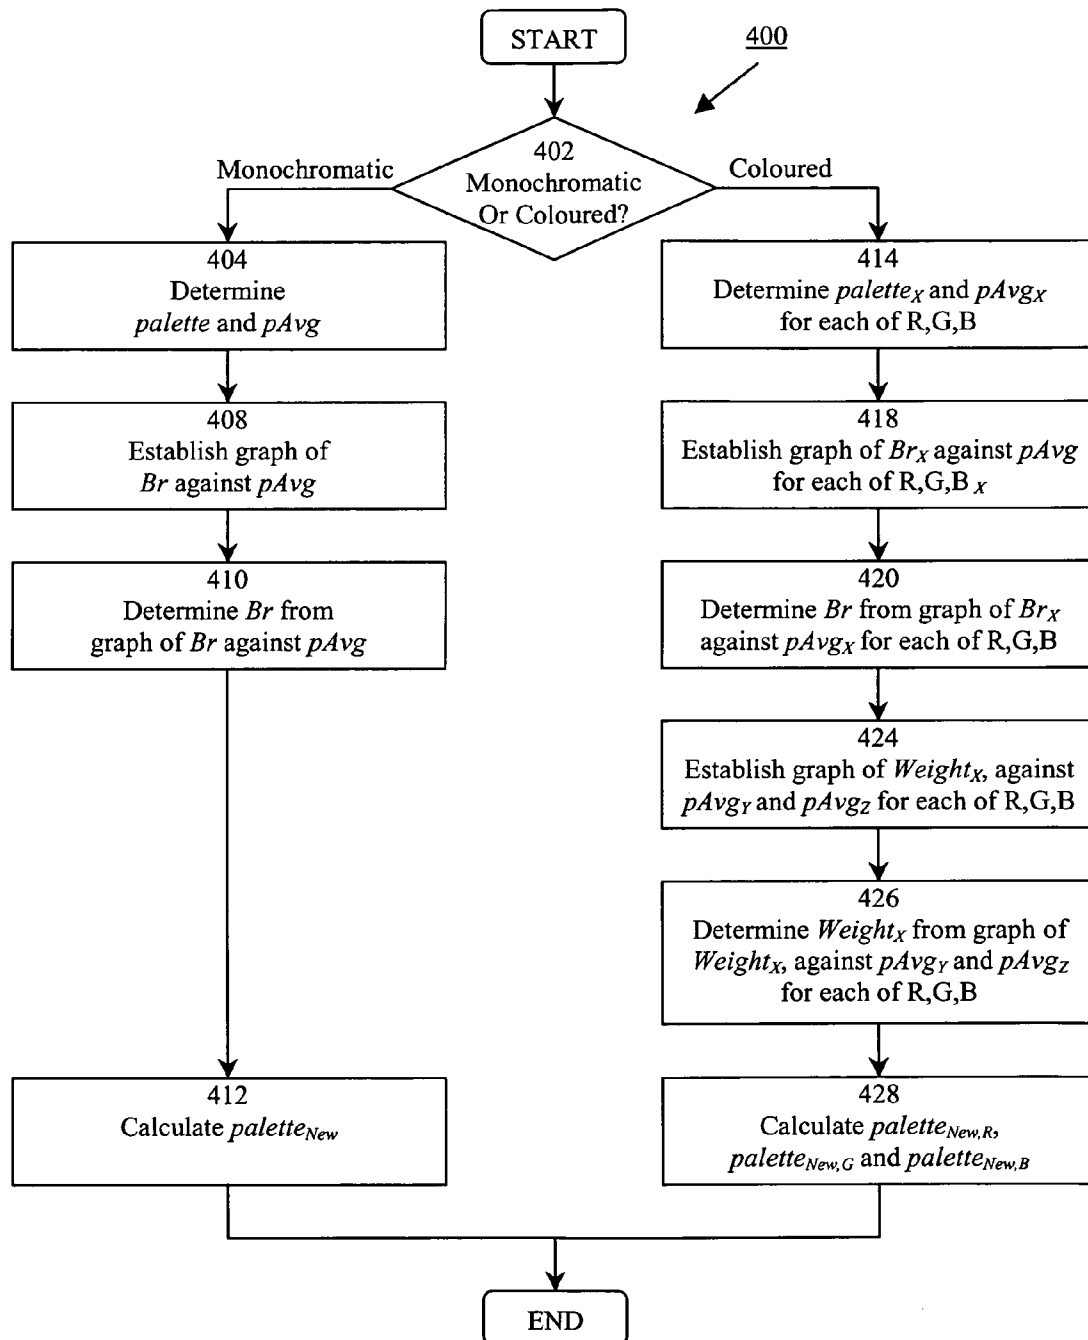 START
400
402
Monochromatic
Or Coloured?
Monochromatic
Coloured
404
Determine
palette and pAvg
408
Establish graph of
Br against pAvg
410
Determine Br from
graph of Br against pAvg
412
Calculate paletteNew
414
Determine paletteX and pAvgX
for each of R,G,B
418
Establish graph of BrX against pAvg
for each of R,G,B X
420
Determine Br from graph of BrX
against pAvgX for each of R,G,B
424
Establish graph of WeightX, against
pAvgY and pAvgZ for each of R,G,B
426
Determine WeightX from graph of
WeightX, against pAvgY and pAvgZ
for each of R,G,B
428
Calculate paletteNew,R,
paletteNew,G and paletteNew,B
END